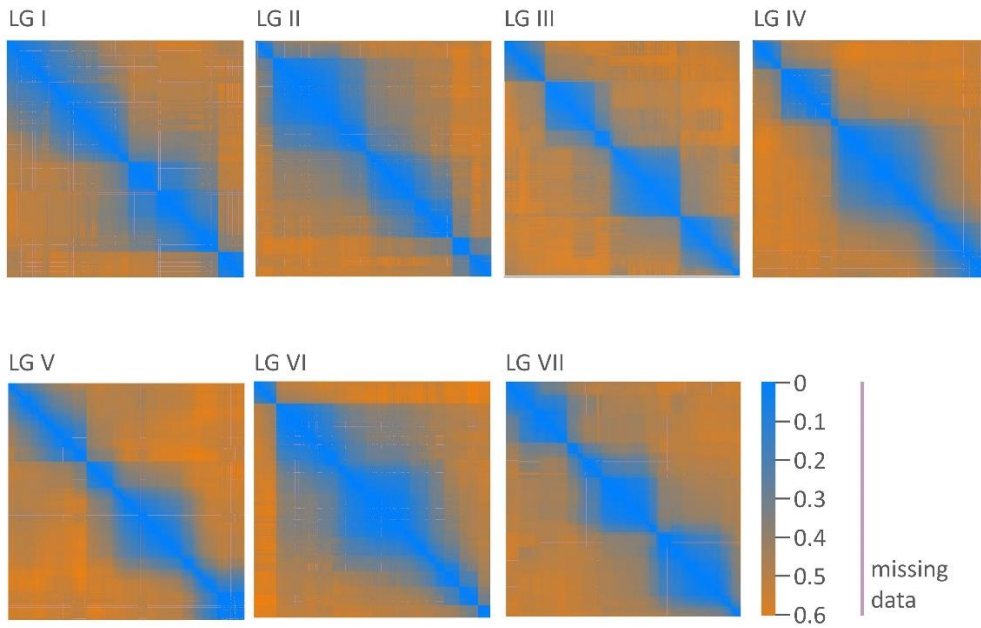 LG I
LG II
LG III
LG IV
LG V
LG VI
LG VII
0
0.1
0.2
0.3
0.4
0.5
0.6
missing
data